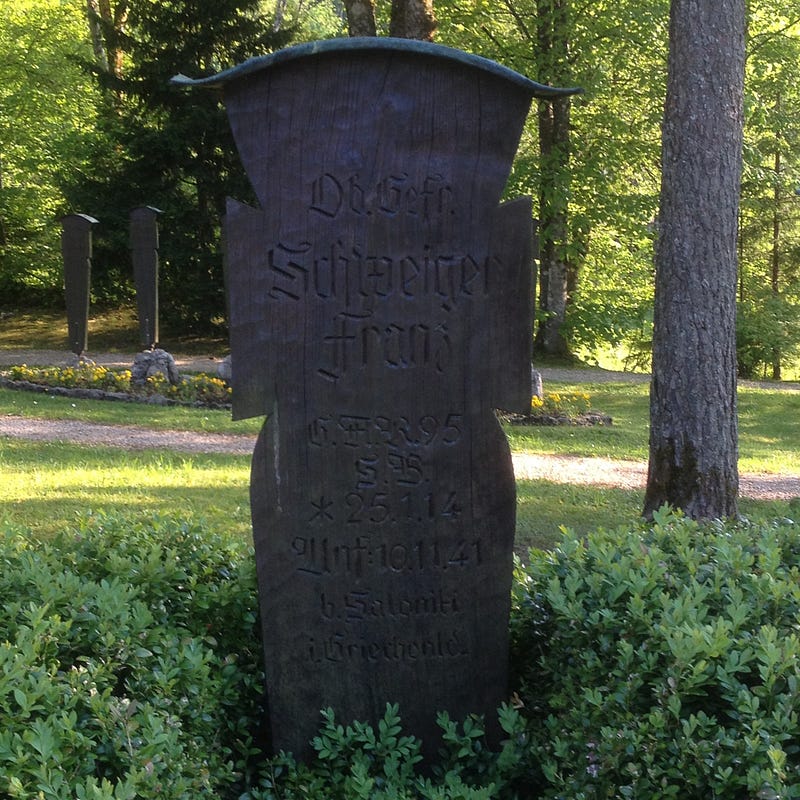 Ob. Gefr.
Schweiger
Franz
G.A.R.95
S.B.
* 25.1.14
Unf: 10.11.41
b. Saloniki
i. Griechenld.